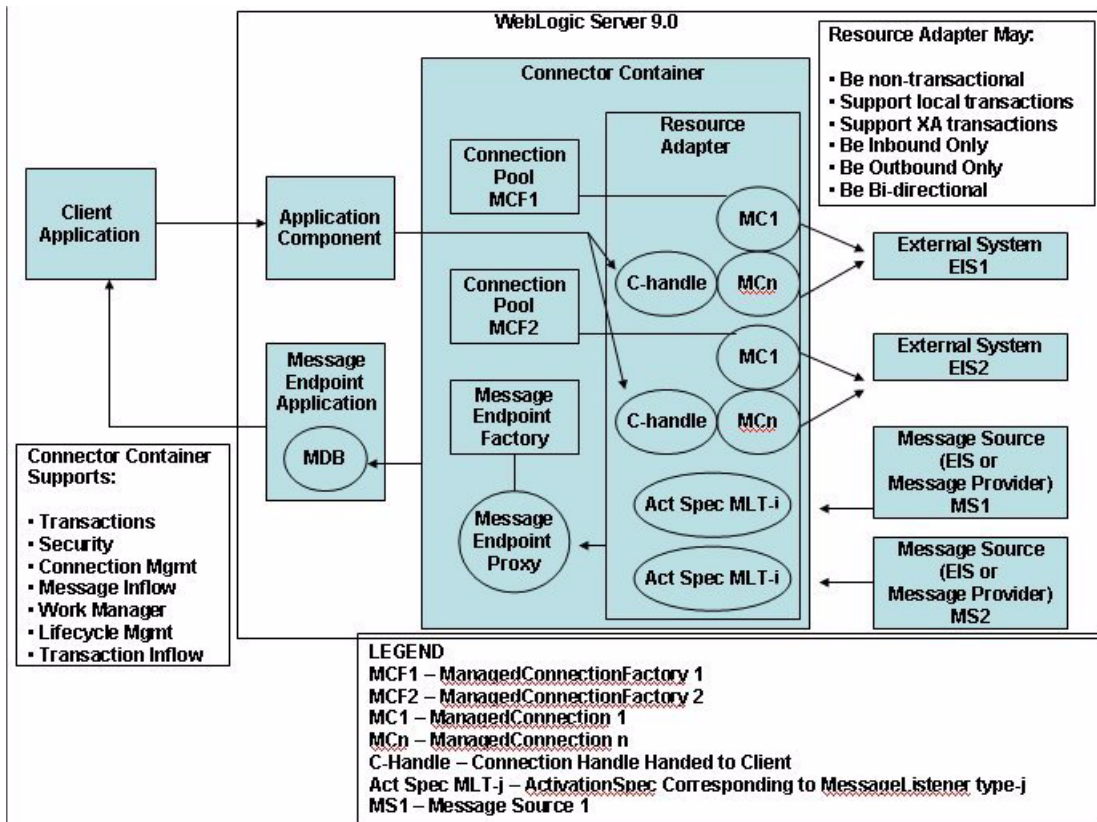 WebLogic Server 9.0
Resource Adapter May:
• Be non-transactional
• Support local transactions
• Support XA transactions
• Be Inbound Only
• Be Outbound Only
• Be Bi-directional
Connector Container
Resource
Adapter
Connection
Pool
MCF1
MC1
Client
Application
Application
Component
External System
EIS1
C-handle
MCn
Connection
Pool
MCF2
MC1
External System
EIS2
Message
Endpoint
Application
MDB
Message
Endpoint
Factory
C-handle
MCn
Message Source
(EIS or
Message Provider)
MS1
Act Spec MLT-i
Message
Endpoint
Proxy
Act Spec MLT-i
Message Source
(EIS or
Message Provider)
MS2
Connector Container
Supports:
• Transactions
• Security
• Connection Mgmt
• Message Inflow
• Work Manager
• Lifecycle Mgmt
• Transaction Inflow
LEGEND
MCF1 – ManagedConnectionFactory 1
MCF2 – ManagedConnectionFactory 2
MC1 – ManagedConnection 1
MCn – ManagedConnection n
C-Handle – Connection Handle Handed to Client
Act Spec MLT-j – ActivationSpec Corresponding to MessageListener type-j
MS1 – Message Source 1